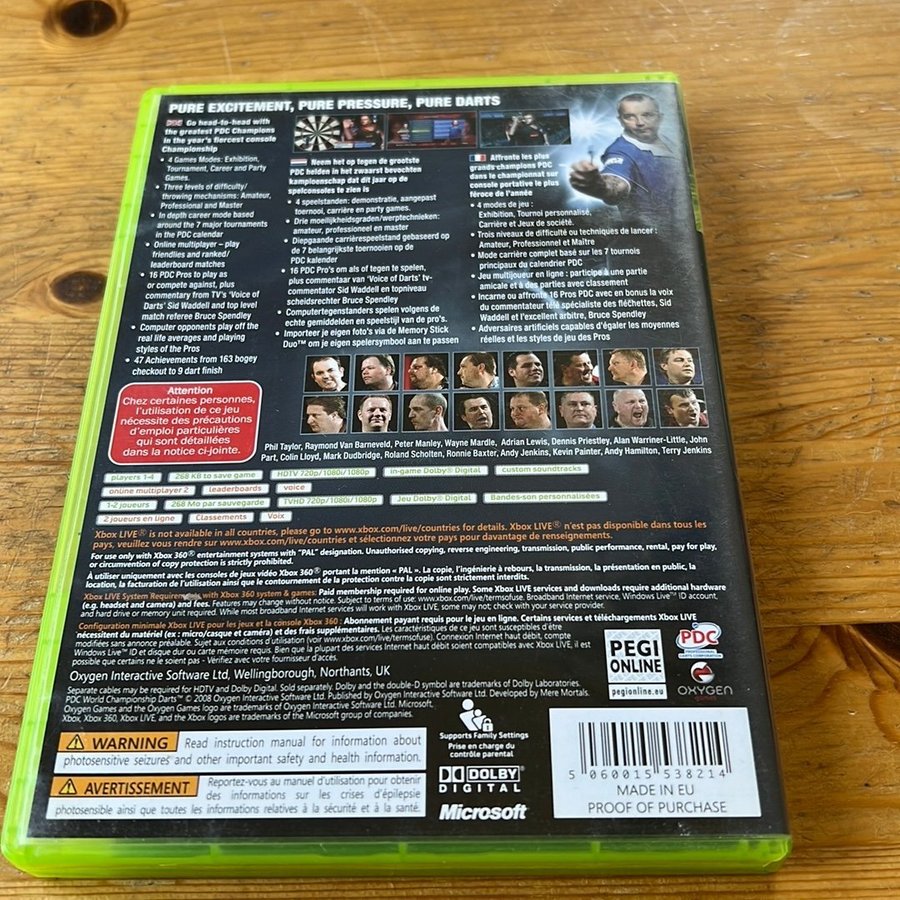 PURE EXCITEMENT, PURE PRESSURE, PURE DARTS
Go head-to-head with
the greatest PDC Champions
in the year's fiercest console
Championship
• 4 Games Modes: Exhibition,
Tournament, Career and Party
Games.
• Three levels of difficulty/
throwing mechanisms: Amateur,
Professional and Master
• In depth career mode based
around the 7 major tournaments
in the PDC calendar
• Online multiplayer – play
friendlies and ranked/
leaderboard matches
• 16 PDC Pros to play as
or compete against, plus
commentary from TV's 'Voice of
Darts' Sid Waddell and top level
match referee Bruce Spendley
• Computer opponents play off the
real life averages and playing
styles of the Pros
• 47 Achievements from 163 bogey
checkout to 9 dart finish
Neem het op tegen de grootste
PDC helden in het zwaarst bevochten
kampioenschap dat dit jaar op de
spelconsoles te zien is
• 4 speelstanden: demonstratie, aangepast
toernooi, carrière en party games.
• Drie moeilijkheidsgraden/werptechnieken:
amateur, professioneel en master
• Diepgaande carrièrespelstand gebaseerd op
de 7 belangrijkste toernooien op de
PDC kalender
• 16 PDC Pro's om als of tegen te spelen,
plus commentaar van 'Voice of Darts' tv-
commentator Sid Waddell en topniveau
scheidsrechter Bruce Spendley
• Computertegenstanders spelen volgens de
echte gemiddelden en speelstijl van de pro's.
• Importeer je eigen foto's via de Memory Stick
Duo™ om je eigen spelersymbool aan te passen
Affronte les plus
grands champions PDC
dans le championnat sur
console portative le plus
féroce de l'année
• 4 modes de jeu :
Exhibition, Tournoi personnalisé,
Carrière et Jeux de société.
• Trois niveaux de difficulté ou techniques de lancer :
Amateur, Professionnel et Maître
• Mode carrière complet basé sur les 7 tournois
principaux du calendrier PDC
• Jeu multijoueur en ligne : participe à une partie
amicale et à des parties avec classement
• Incarne ou affronte 16 Pros PDC avec en bonus la voix
du commentateur télé spécialiste des fléchettes, Sid
Waddell et l'excellent arbitre, Bruce Spendley
• Adversaires artificiels capables d'égaler les moyennes
réelles et les styles de jeu des Pros
Attention
Chez certaines personnes,
l'utilisation de ce jeu
nécessite des précautions
d'emploi particulières
qui sont détaillées
dans la notice ci-jointe.
Phil Taylor, Raymond Van Barneveld, Peter Manley, Wayne Mardle, Adrian Lewis, Dennis Priestley, Alan Warriner-Little, John
Part, Colin Lloyd, Mark Dudbridge, Roland Scholten, Ronnie Baxter, Andy Jenkins, Kevin Painter, Andy Hamilton, Terry Jenkins
players 1-4 268 KB to save game HDTV 720p/1080i/1080p in-game Dolby® Digital custom soundtracks
online multiplayer 2 leaderboards voice
1-2 joueurs 268 Mo par sauvegarde TVHD 720p/1080i/1080p Jeu Dolby® Digital Bandes-son personnalisées
2 joueurs en ligne Classements Voix
Xbox LIVE® is not available in all countries, please go to www.xbox.com/live/countries for details. Xbox LIVE® n'est pas disponible dans tous les
pays, veuillez vous rendre sur www.xbox.com/live/countries et sélectionnez votre pays pour davantage de renseignements.
For use only with Xbox 360® entertainment systems with "PAL" designation. Unauthorised copying, reverse engineering, transmission, public performance, rental, pay for play,
or circumvention of copy protection is strictly prohibited.
À utiliser uniquement avec les consoles de jeux vidéo Xbox 360® portant la mention « PAL ». La copie, l'ingénierie à rebours, la transmission, la présentation en public, la
location, la facturation de l'utilisation ainsi que le contournement de la protection contre la copie sont strictement interdits.
Xbox LIVE System Requirements with Xbox 360 system & games: Paid membership required for online play. Some Xbox LIVE services and downloads require additional hardware
(e.g. headset and camera) and fees. Features may change without notice. Subject to terms of use: www.xbox.com/live/termsofuse. Broadband Internet service, Windows Live™ ID account,
and hard drive or memory unit required. While most broadband Internet services will work with Xbox LIVE, some may not; check with your service provider.
Configuration minimale Xbox LIVE pour les jeux et la console Xbox 360 : Abonnement payant requis pour le jeu en ligne. Certains services et téléchargements Xbox LIVE
nécessitent du matériel (ex : micro/casque et caméra) et des frais supplémentaires. Les caractéristiques de ce jeu sont susceptibles d'être
modifiées sans annonce préalable. Sujet aux conditions d'utilisation (voir www.xbox.com/live/termsofuse). Connexion Internet haut débit, compte
Windows Live™ ID et disque dur ou carte mémoire requis. Bien que la plupart des services Internet haut débit soient compatibles avec Xbox LIVE, il est
possible que certains ne le soient pas - Vérifiez avec votre fournisseur d'accès.
Oxygen Interactive Software Ltd, Wellingborough, Northants, UK
Separate cables may be required for HDTV and Dolby Digital. Sold separately. Dolby and the double-D symbol are trademarks of Dolby Laboratories.
PDC World Championship Darts™ © 2008 Oxygen Interactive Software Ltd. Published by Oxygen Interactive Software Ltd. Developed by Mere Mortals.
Oxygen Games and the Oxygen Games logo are trademarks of Oxygen Interactive Software Ltd. Microsoft,
Xbox, Xbox 360, Xbox LIVE, and the Xbox logos are trademarks of the Microsoft group of companies.
PEGI
ONLINE
pegionline.eu
PDC
PROFESSIONAL
DARTS CORPORATION
OXYGEN
WARNING Read instruction manual for information about
photosensitive seizures and other important safety and health information.
AVERTISSEMENT Reportez-vous au manuel d'utilisation pour obtenir
des informations sur les crises d'épilepsie
photosensible ainsi que toutes les informations relatives à la sécurité et à la santé.
Supports Family Settings
Prise en charge du
contrôle parental
DOLBY
DIGITAL
Microsoft
5 060015 538214
MADE IN EU
PROOF OF PURCHASE